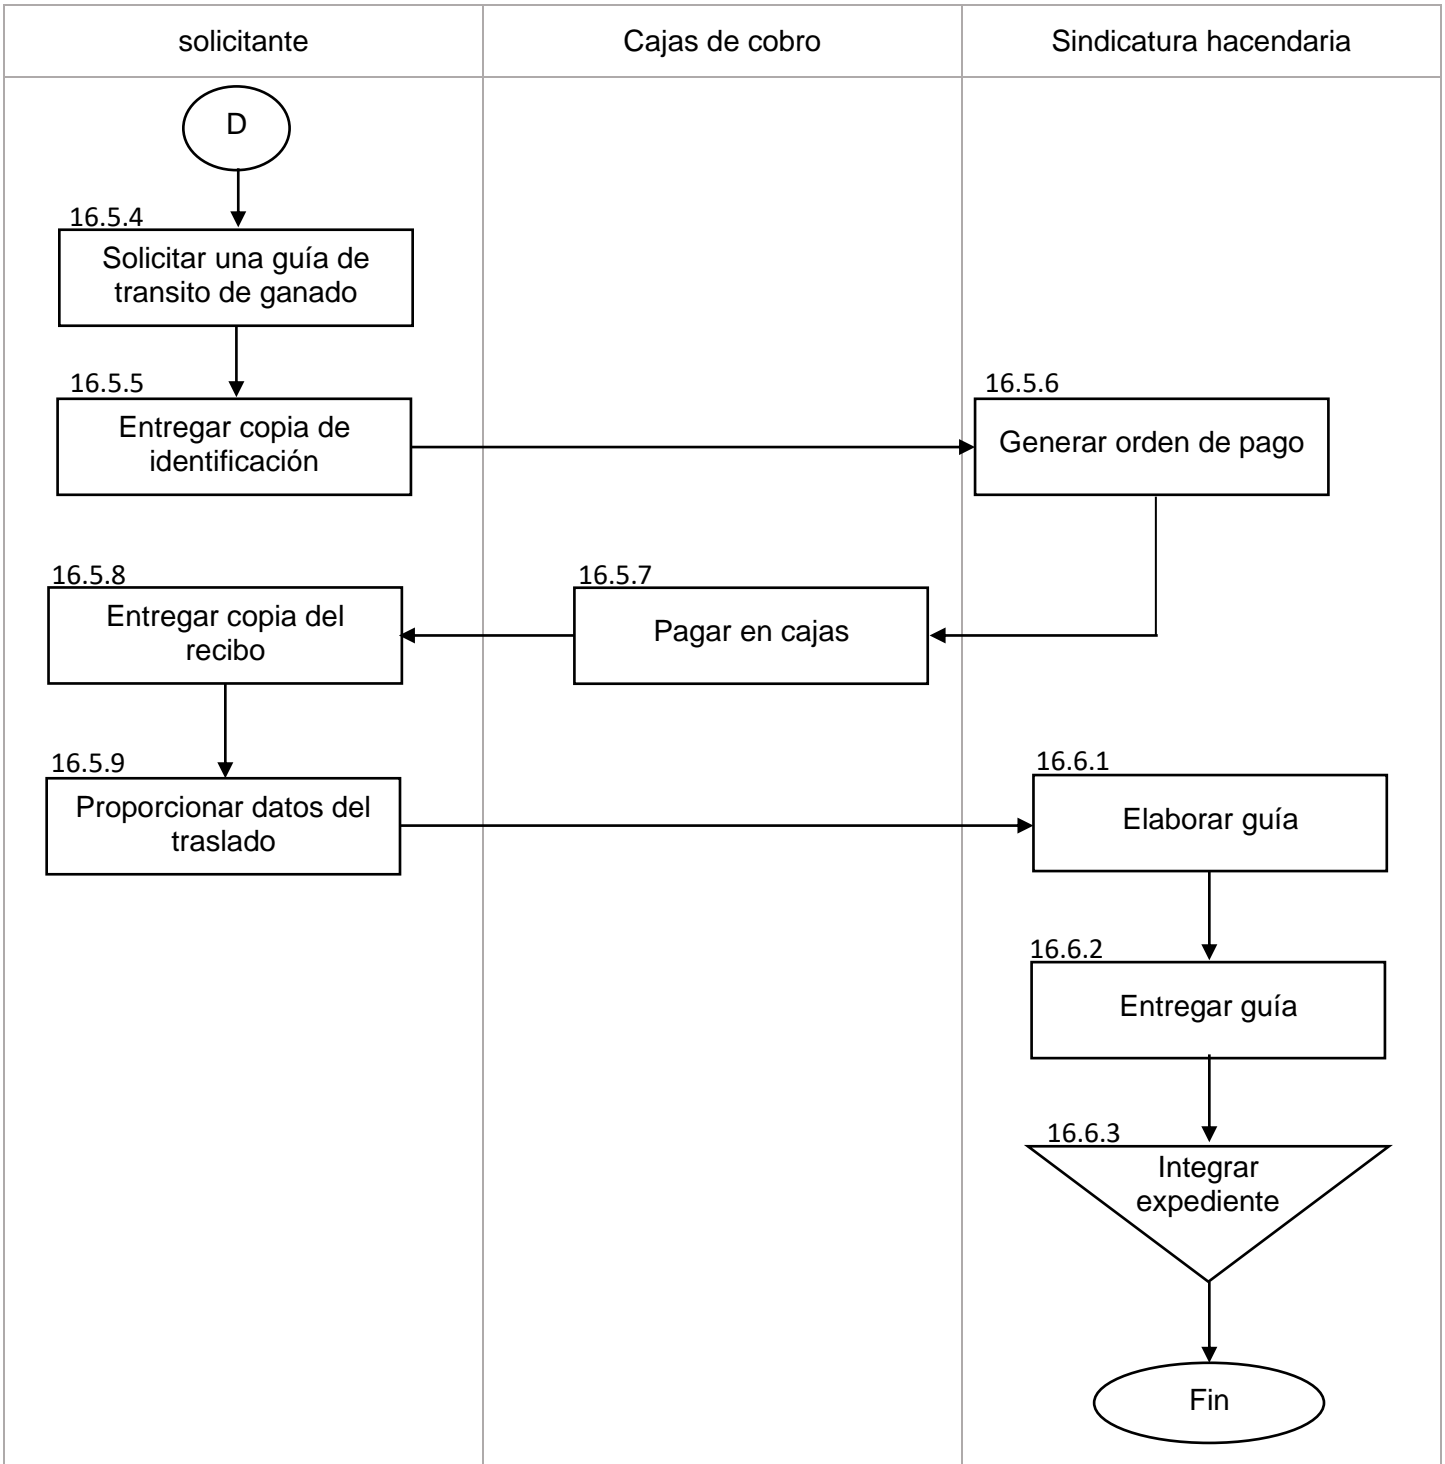 solicitante
Cajas de cobro
Sindicatura hacendaria
D
16.5.4
Solicitar una guía de
transito de ganado
16.5.5
Entregar copia de
identificación
16.5.6
Generar orden de pago
16.5.8
Entregar copia del
recibo
16.5.7
Pagar en cajas
16.5.9
Proporcionar datos del
traslado
16.6.1
Elaborar guía
16.6.2
Entregar guía
16.6.3
Integrar
expediente
Fin